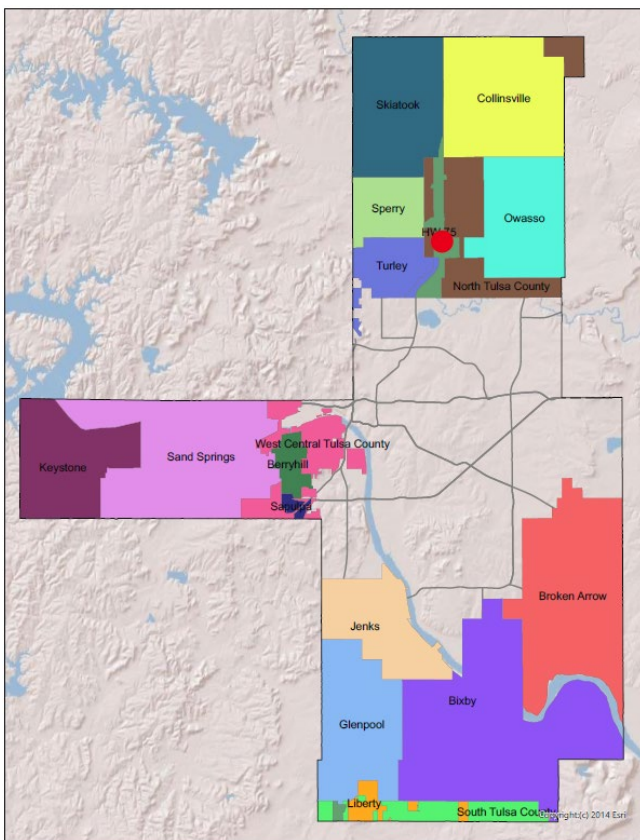 Skiatook
Collinsville
Sperry
Owasso
HW 75
Turley
North Tulsa County
West Central Tulsa County
Keystone
Sand Springs
Berryhill
Sapulpa
Broken Arrow
Jenks
Bixby
Glenpool
Liberty
South Tulsa County
Copyright:(c) 2014 Esri